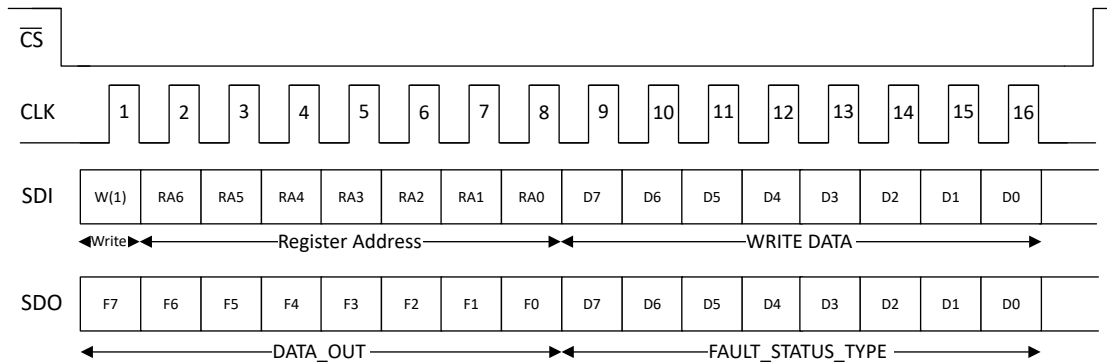 CS
CLK 1 2 3 4 5 6 7 8 9 10 11 12 13 14 15 16
SDI W(1) RA6 RA5 RA4 RA3 RA2 RA1 RA0 D7 D6 D5 D4 D3 D2 D1 D0
Write Register Address WRITE DATA
SDO F7 F6 F5 F4 F3 F2 F1 F0 D7 D6 D5 D4 D3 D2 D1 D0
DATA_OUT FAULT_STATUS_TYPE